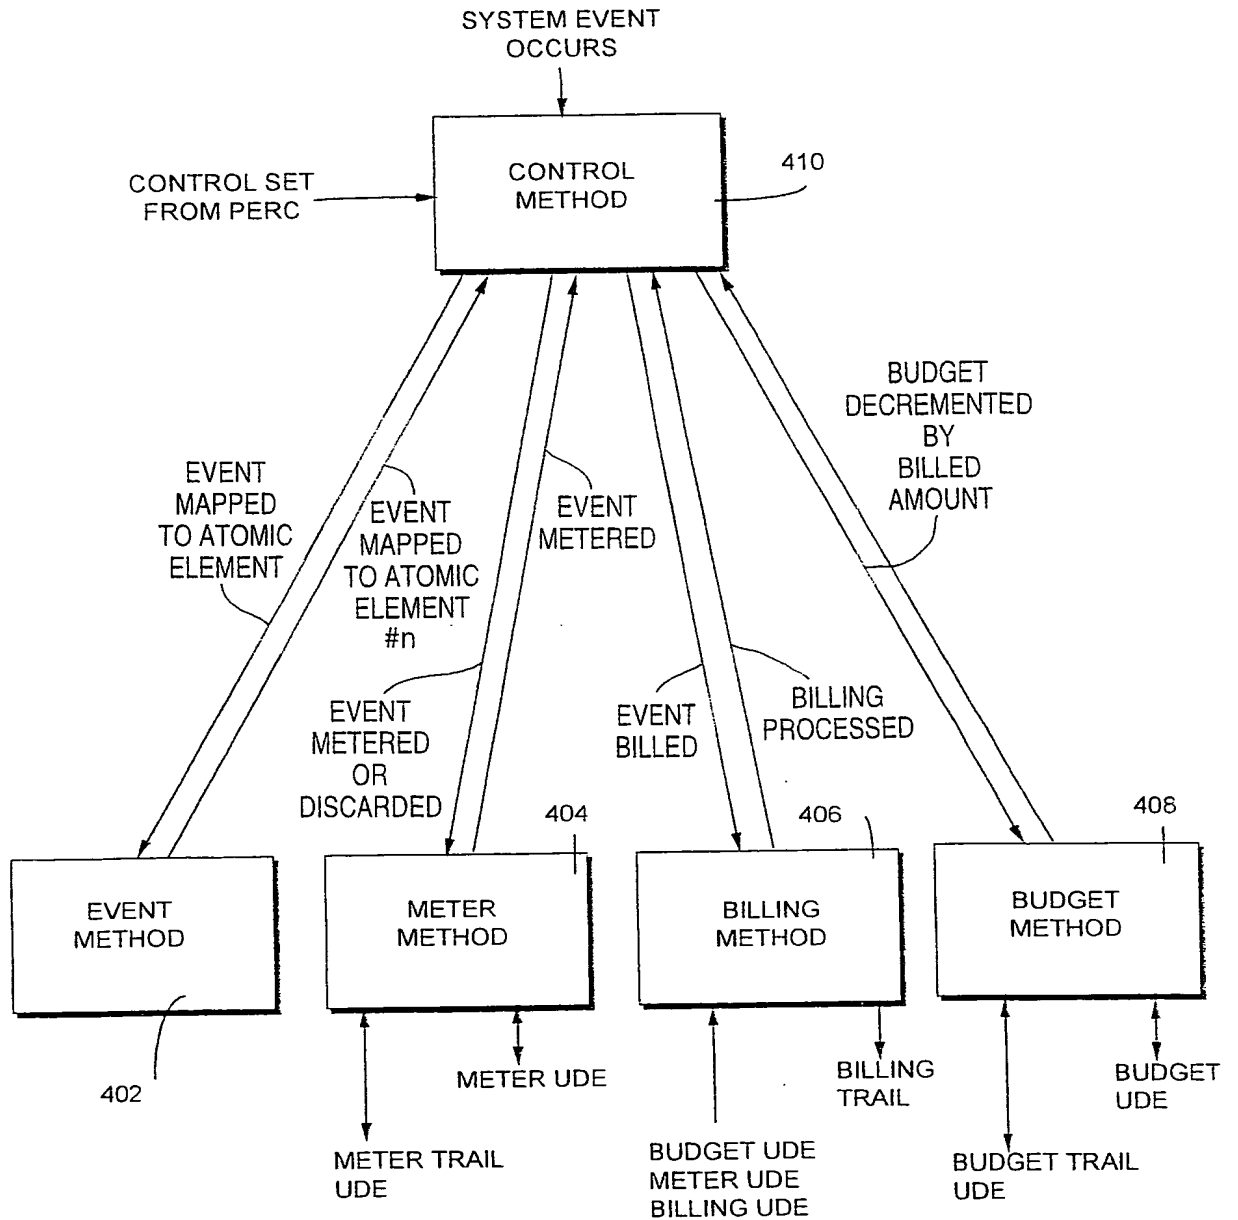 SYSTEM EVENT
OCCURS
CONTROL
METHOD
410
CONTROL SET
FROM PERC
BUDGET
DECREMENTED
BY
BILLED
AMOUNT
EVENT
MAPPED
TO ATOMIC
ELEMENT
EVENT
MAPPED
TO ATOMIC
ELEMENT
#n
EVENT
METERED
EVENT
METERED
OR
DISCARDED
EVENT
BILLED
BILLING
PROCESSED
404
406
408
EVENT
METHOD
METER
METHOD
BILLING
METHOD
BUDGET
METHOD
402
METER UDE
BILLING
TRAIL
BUDGET
UDE
METER TRAIL
UDE
BUDGET UDE
METER UDE
BILLING UDE
BUDGET TRAIL
UDE